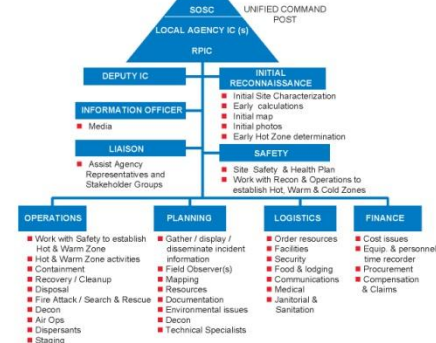 SOSC
UNIFIED COMMAND
POST
LOCAL AGENCY IC (s)
RPIC
DEPUTY IC
INITIAL
RECONNAISSANCE
Initial Site Characterization
Early calculations
Initial map
Initial photos
Early Hot Zone determination
INFORMATION OFFICER
Media
LIAISON
Assist Agency
Representatives and
Stakeholder Groups
SAFETY
Site Safety & Health Plan
Work with Recon & Operations to
establish Hot, Warm & Cold Zones
OPERATIONS
Work with Safety to establish
Hot & Warm Zone
Hot & Warm Zone activities
Containment
Recovery / Cleanup
Disposal
Fire Attack / Search & Rescue
Decon
Air Ops
Dispersants
Staging
PLANNING
Gather / display /
disseminate incident
information
Field Observer(s)
Mapping
Resources
Documentation
Environmental issues
Decon
Technical Specialists
LOGISTICS
Order resources
Facilities
Security
Food & lodging
Communications
Medical
Janitorial &
Sanitation
FINANCE
Cost issues
Equip. & personnel
time recorder
Procurement
Compensation
& Claims